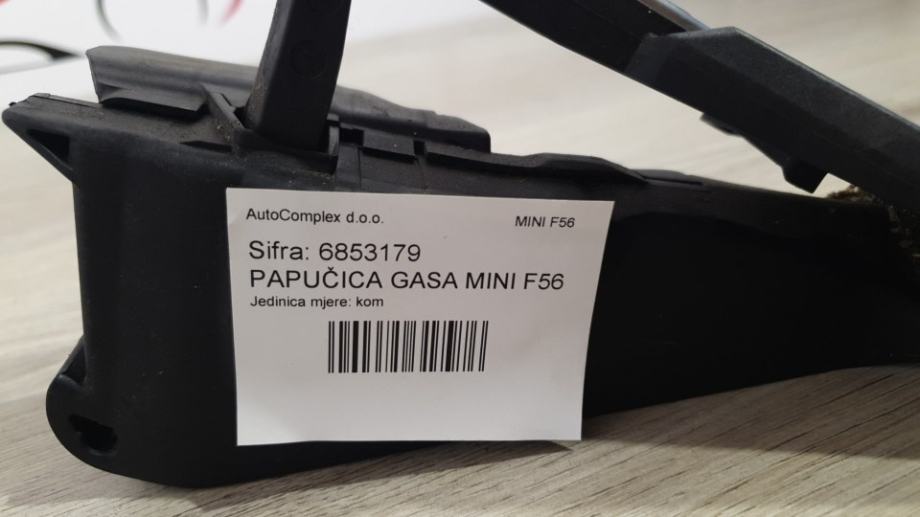 AutoComplex d.o.o. MINI F56
Sifra: 6853179
PAPUČICA GASA MINI F56
Jedinica mjere: kom